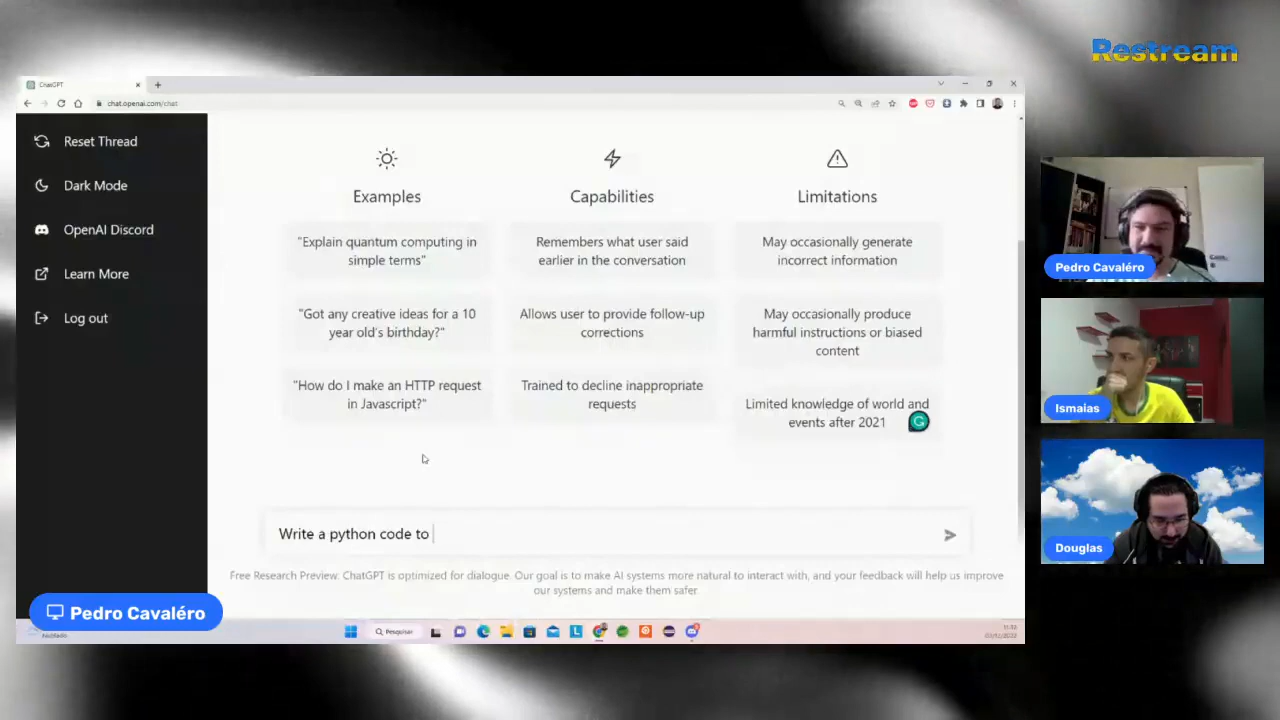 Restream
ChatGPT
chat.openai.com/chat
Reset Thread
Dark Mode
OpenAI Discord
Learn More
Log out
Examples
"Explain quantum computing in
simple terms"
"Got any creative ideas for a 10
year old's birthday?"
"How do I make an HTTP request
in Javascript?"
Capabilities
Remembers what user said
earlier in the conversation
Allows user to provide follow-up
corrections
Trained to decline inappropriate
requests
Limitations
May occasionally generate
incorrect information
May occasionally produce
harmful instructions or biased
content
Limited knowledge of world and
events after 2021
Write a python code to
Free Research Preview: ChatGPT is optimized for dialogue. Our goal is to make AI systems more natural to interact with, and your feedback will help us improve
our systems and make them safer.
Pedro Cavaléro
Pesquisar
Pedro Cavaléro
Ismaias
Douglas